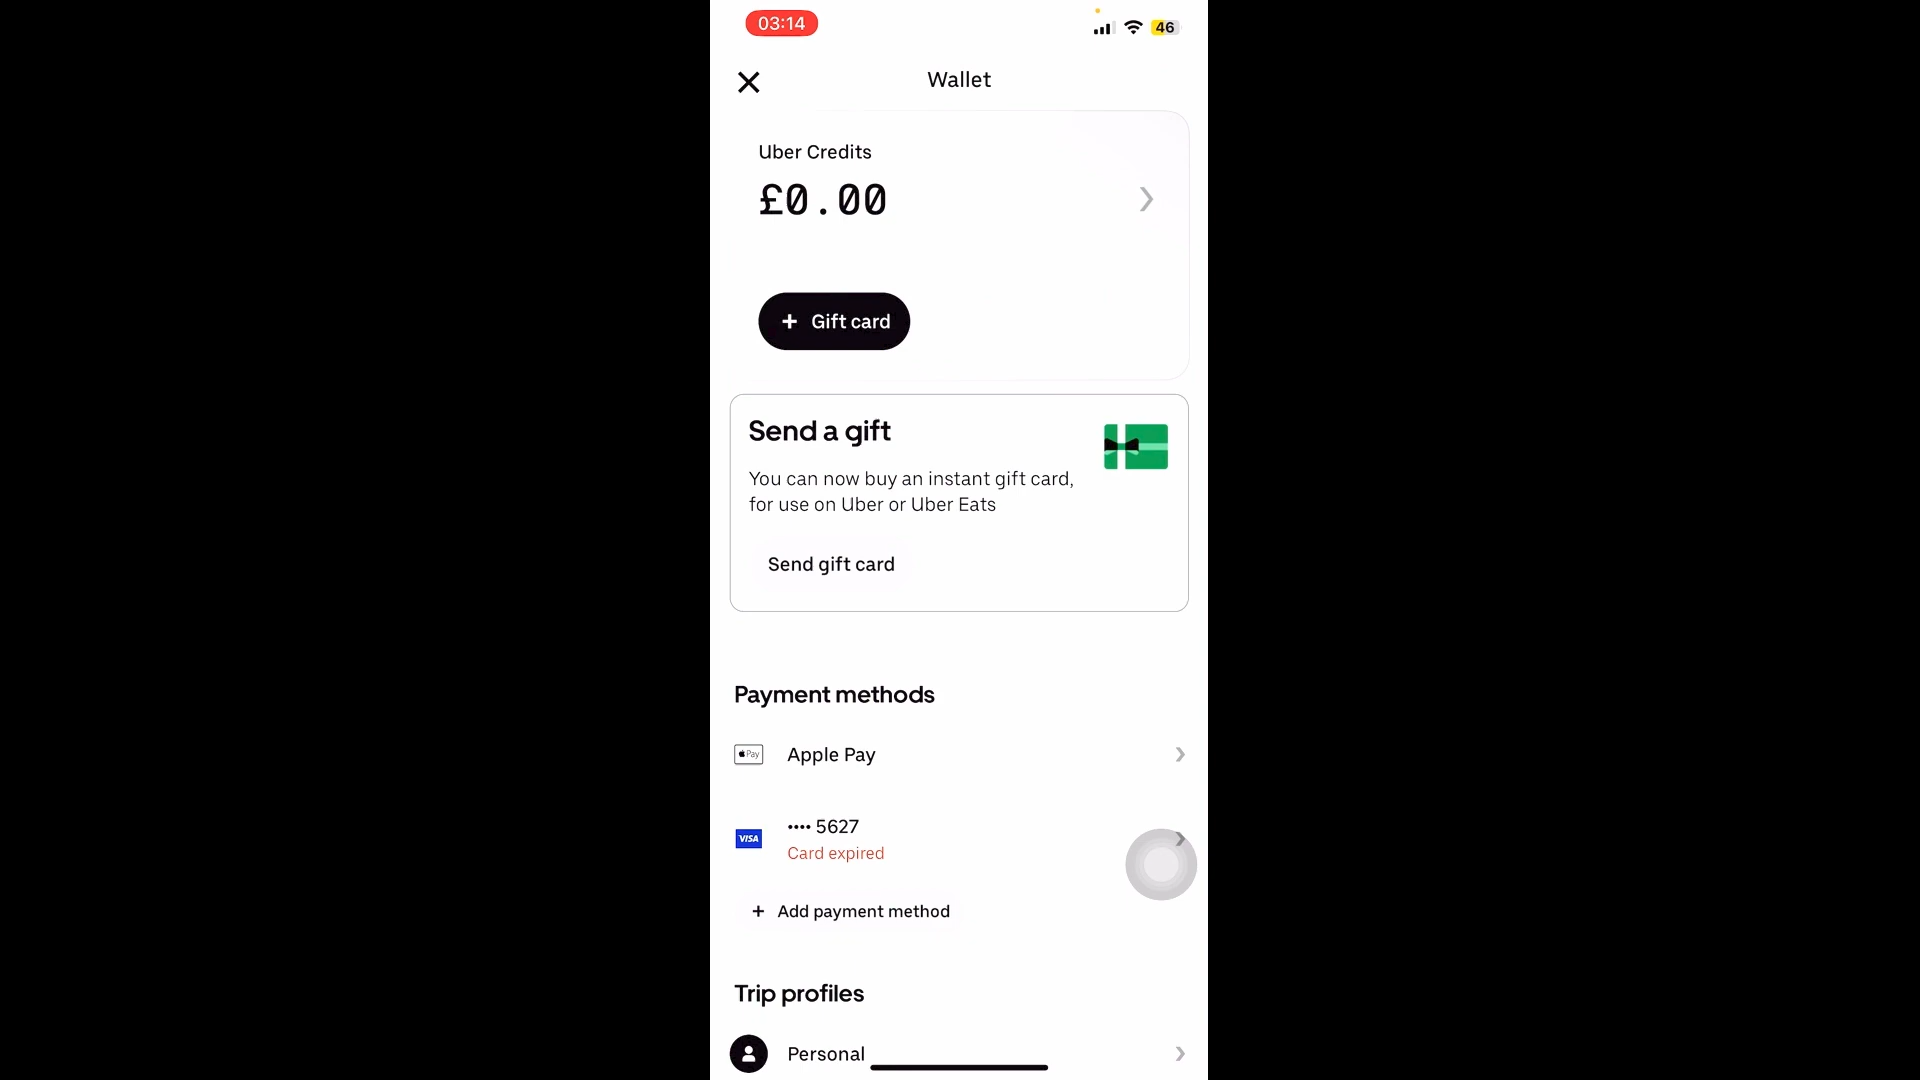 03:14
46
Wallet
Uber Credits
£0.00
+ Gift card
Send a gift
You can now buy an instant gift card,
for use on Uber or Uber Eats
Send gift card
Payment methods
Pay
Apple Pay
VISA
•••• 5627
Card expired
+ Add payment method
Trip profiles
Personal